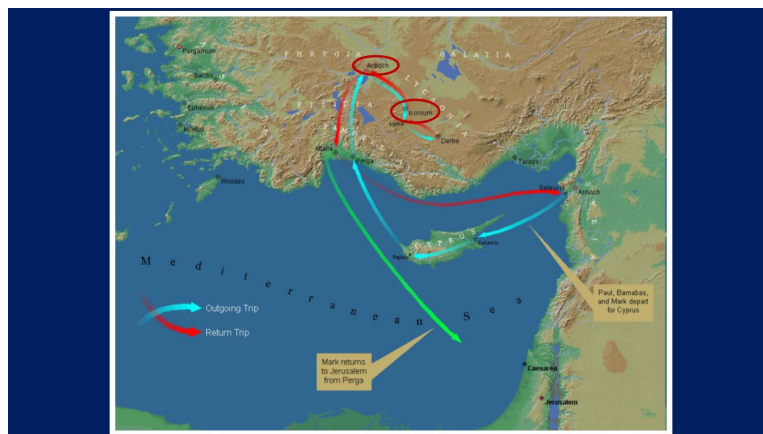 Pergamum
PHRYGIA
GALATIA
Antioch
Sardis
LYCAONIA
Ephesus
PISIDIA
Iconium
Lystra
Miletus
Derbe
Attalia
Perga
Tarsus
Rhodes
Seleucia
Antioch
CYPRUS
Salamis
Paphos
SYRIA
Mediterranean Sea
Paul, Barnabas,
and Mark depart
for Cyprus
Outgoing Trip
Return Trip
Mark returns
to Jerusalem
from Perga
Caesarea
Jerusalem